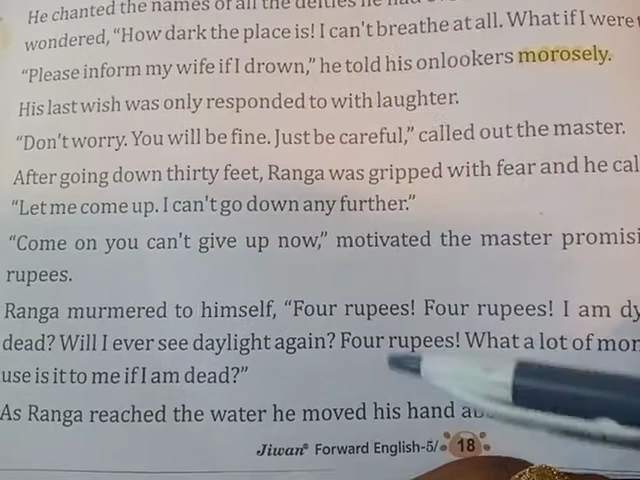 He chanted the names of all the deities he had
wondered, "How dark the place is! I can't breathe at all. What if I were
"Please inform my wife if I drown," he told his onlookers morosely.
His last wish was only responded to with laughter.
"Don't worry. You will be fine. Just be careful," called out the master.
After going down thirty feet, Ranga was gripped with fear and he cal
"Let me come up. I can't go down any further."
"Come on you can't give up now," motivated the master promisi
rupees.
Ranga murmered to himself, "Four rupees! Four rupees! I am dy
dead? Will I ever see daylight again? Four rupees! What a lot of mon
use is it to me if I am dead?"
As Ranga reached the water he moved his hand
Jiwan® Forward English-5/ 18